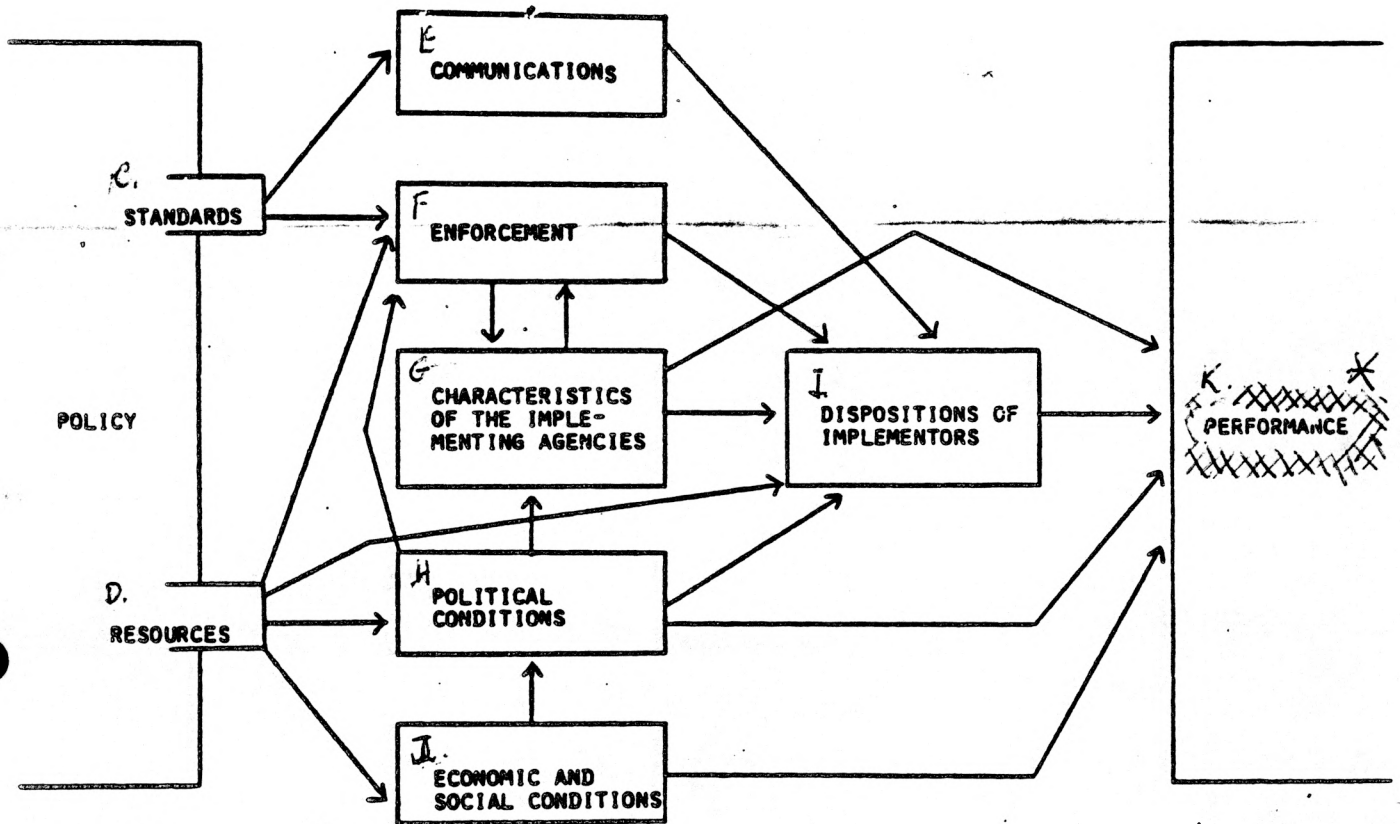 E
COMMUNICATIONS
C.
STANDARDS
F
ENFORCEMENT
G
CHARACTERISTICS
OF THE IMPLE-
MENTING AGENCIES
I.
DISPOSITIONS OF
IMPLEMENTORS
POLICY
K. *
PERFORMANCE
D.
RESOURCES
H
POLITICAL
CONDITIONS
ECONOMIC AND
SOCIAL CONDITIONS